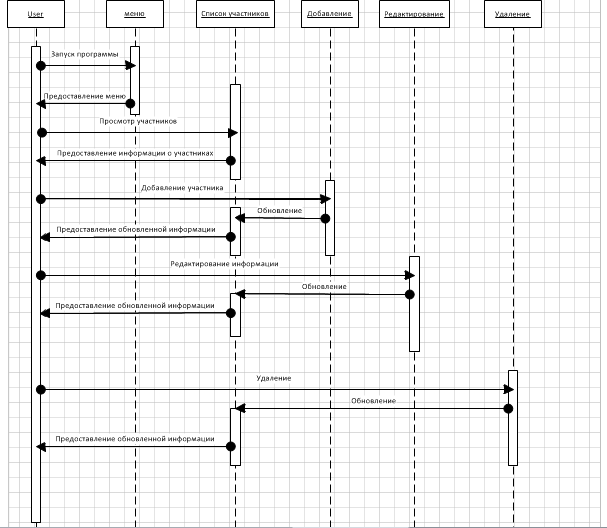 User
меню
Список участников
Добавление
Редактирование
Удаление
Запуск программы
Предоставление меню
Просмотр участников
Предоставление информации о участниках
Добавление участника
Обновление
Предоставление обновленной информации
Редактирование информации
Обновление
Предоставление обновленной информации
Удаление
Обновление
Предоставление обновленной информации